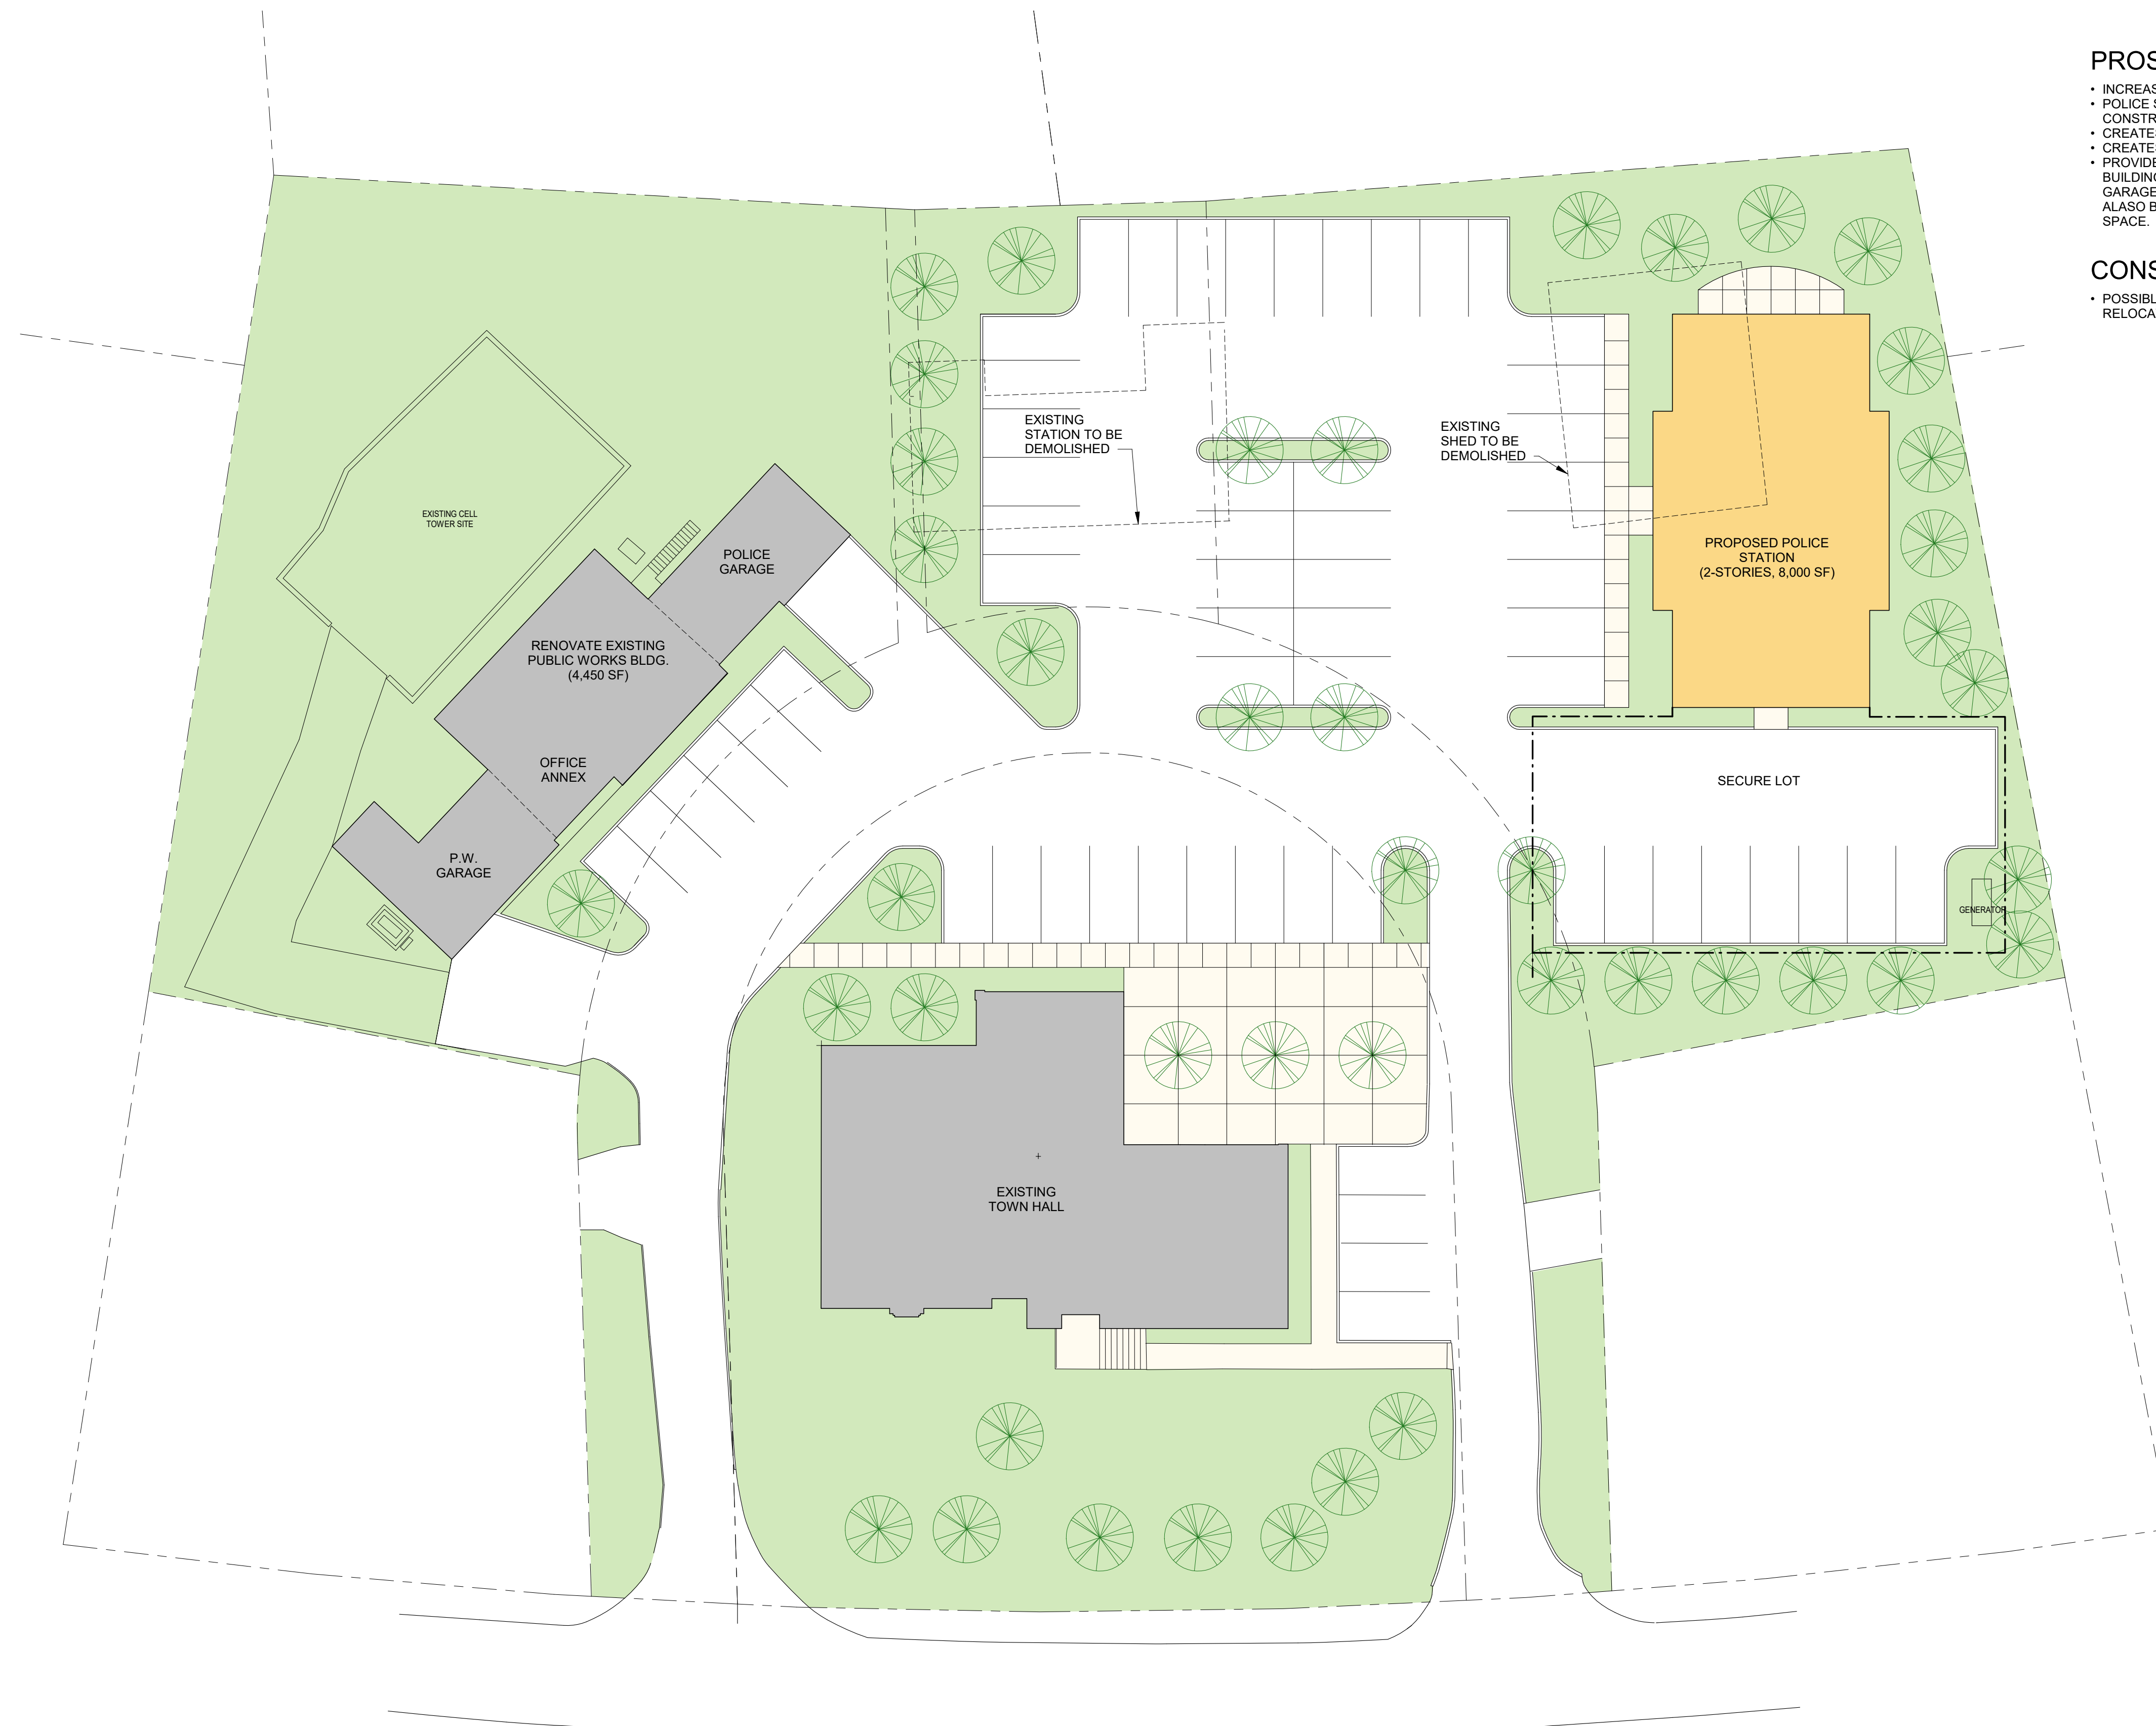 PROS
• INCREAS
• POLICE S
CONSTR
• CREATE
• CREATE
• PROVIDE
BUILDING
GARAGE
ALASO B
SPACE.
CONS
• POSSIBL
RELOCA
EXISTING
STATION TO BE
DEMOLISHED
EXISTING
SHED TO BE
DEMOLISHED
EXISTING CELL
TOWER SITE
POLICE
GARAGE
PROPOSED POLICE
STATION
(2-STORIES, 8,000 SF)
RENOVATE EXISTING
PUBLIC WORKS BLDG.
(4,450 SF)
OFFICE
ANNEX
SECURE LOT
P.W.
GARAGE
GENERATOR
EXISTING
TOWN HALL